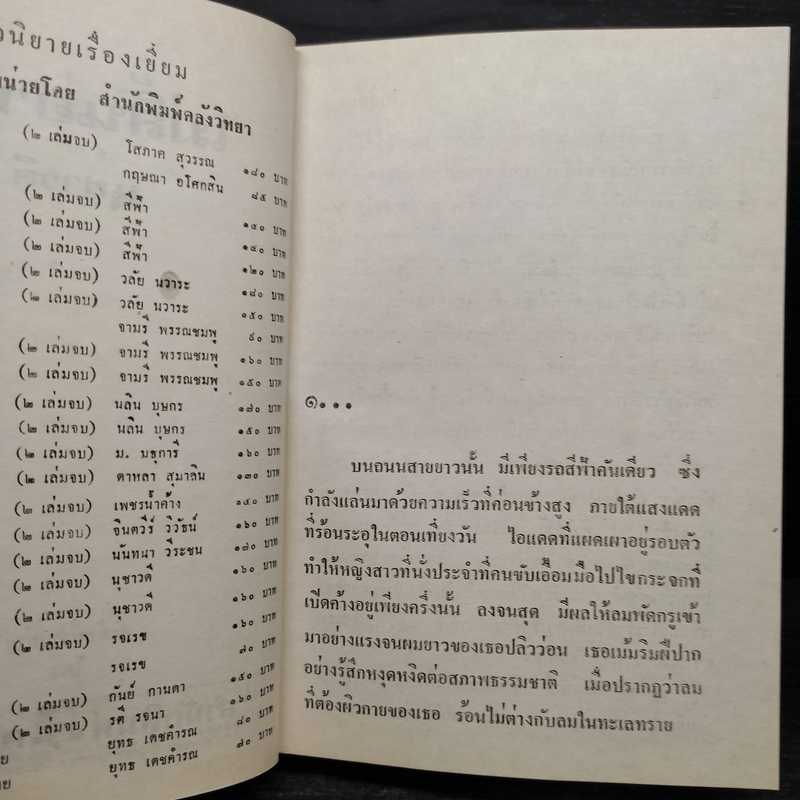 นิยายเรื่องเยี่ยม
น่ายโดย สำนักพิมพ์คลังวิทยา
(๒ เล่มจบ) โสภาค สุวรรณ ๑๘๐ บาท
กฤษณา อโศกสิน ๘๕ บาท
(๒ เล่มจบ) สีฟ้า ๑๔๐ บาท
(๒ เล่มจบ) สีฟ้า ๑๔๐ บาท
(๒ เล่มจบ) สีฟ้า ๑๒๐ บาท
(๒ เล่มจบ) วลัย นวาระ ๑๘๐ บาท
(๒ เล่มจบ) วลัย นวาระ ๑๕๐ บาท
จามรี พรรณชมพู ๙๐ บาท
(๒ เล่มจบ) จามรี พรรณชมพู ๑๖๐ บาท
(๒ เล่มจบ) จามรี พรรณชมพู ๑๕๐ บาท
(๒ เล่มจบ) นลิน บุษกร ๑๗๐ บาท
(๒ เล่มจบ) นลิน บุษกร ๑๕๐ บาท
(๒ เล่มจบ) ม. มธุการี ๑๖๐ บาท
(๒ เล่มจบ) ดาหลา สุมาลิน ๑๓๐ บาท
(๒ เล่มจบ) เพชรน้ำค้าง ๑๔๐ บาท
(๒ เล่มจบ) จินตวีร์ วิวัธน์ ๑๖๐ บาท
(๒ เล่มจบ) นันทนา วีระชน ๑๗๐ บาท
(๒ เล่มจบ) นุชาวดี ๑๖๐ บาท
(๒ เล่มจบ) นุชาวดี ๑๖๐ บาท
(๒ เล่มจบ) รจเรข ๑๖๐ บาท
รจเรข ๘๐ บาท
(๒ เล่มจบ) กันย์ กานดา ๑๕๐ บาท
(๒ เล่มจบ) รตี รจนา ๑๖๐ บาท
ยุทธ เดชคำรณ ๘๐ บาท
ยุทธ เดชคำรณ ๘๐ บาท
๑...
บนถนนสายยาวนั้น มีเพียงรถสีฟ้าคันเดียว ซึ่ง
กำลังแล่นมาด้วยความเร็วที่ค่อนข้างสูง ภายใต้แสงแดด
ที่ร้อนระอุในตอนเที่ยงวัน ไอแดดที่แผดเผาอยู่รอบตัว
ทำให้หญิงสาวที่นั่งประจำที่คนขับเอื้อมมือไปไขกระจกที่
เปิดค้างอยู่เพียงครึ่งนั้น ลงจนสุด มีผลให้ลมพัดกรูเข้า
มาอย่างแรงจนผมยาวของเธอปลิวว่อน เธอเม้มริมฝีปาก
อย่างรู้สึกหงุดหงิดต่อสภาพธรรมชาติ เมื่อปรากฏว่าลม
ที่ต้องผิวกายของเธอ ร้อนไม่ต่างกับลมในทะเลทราย